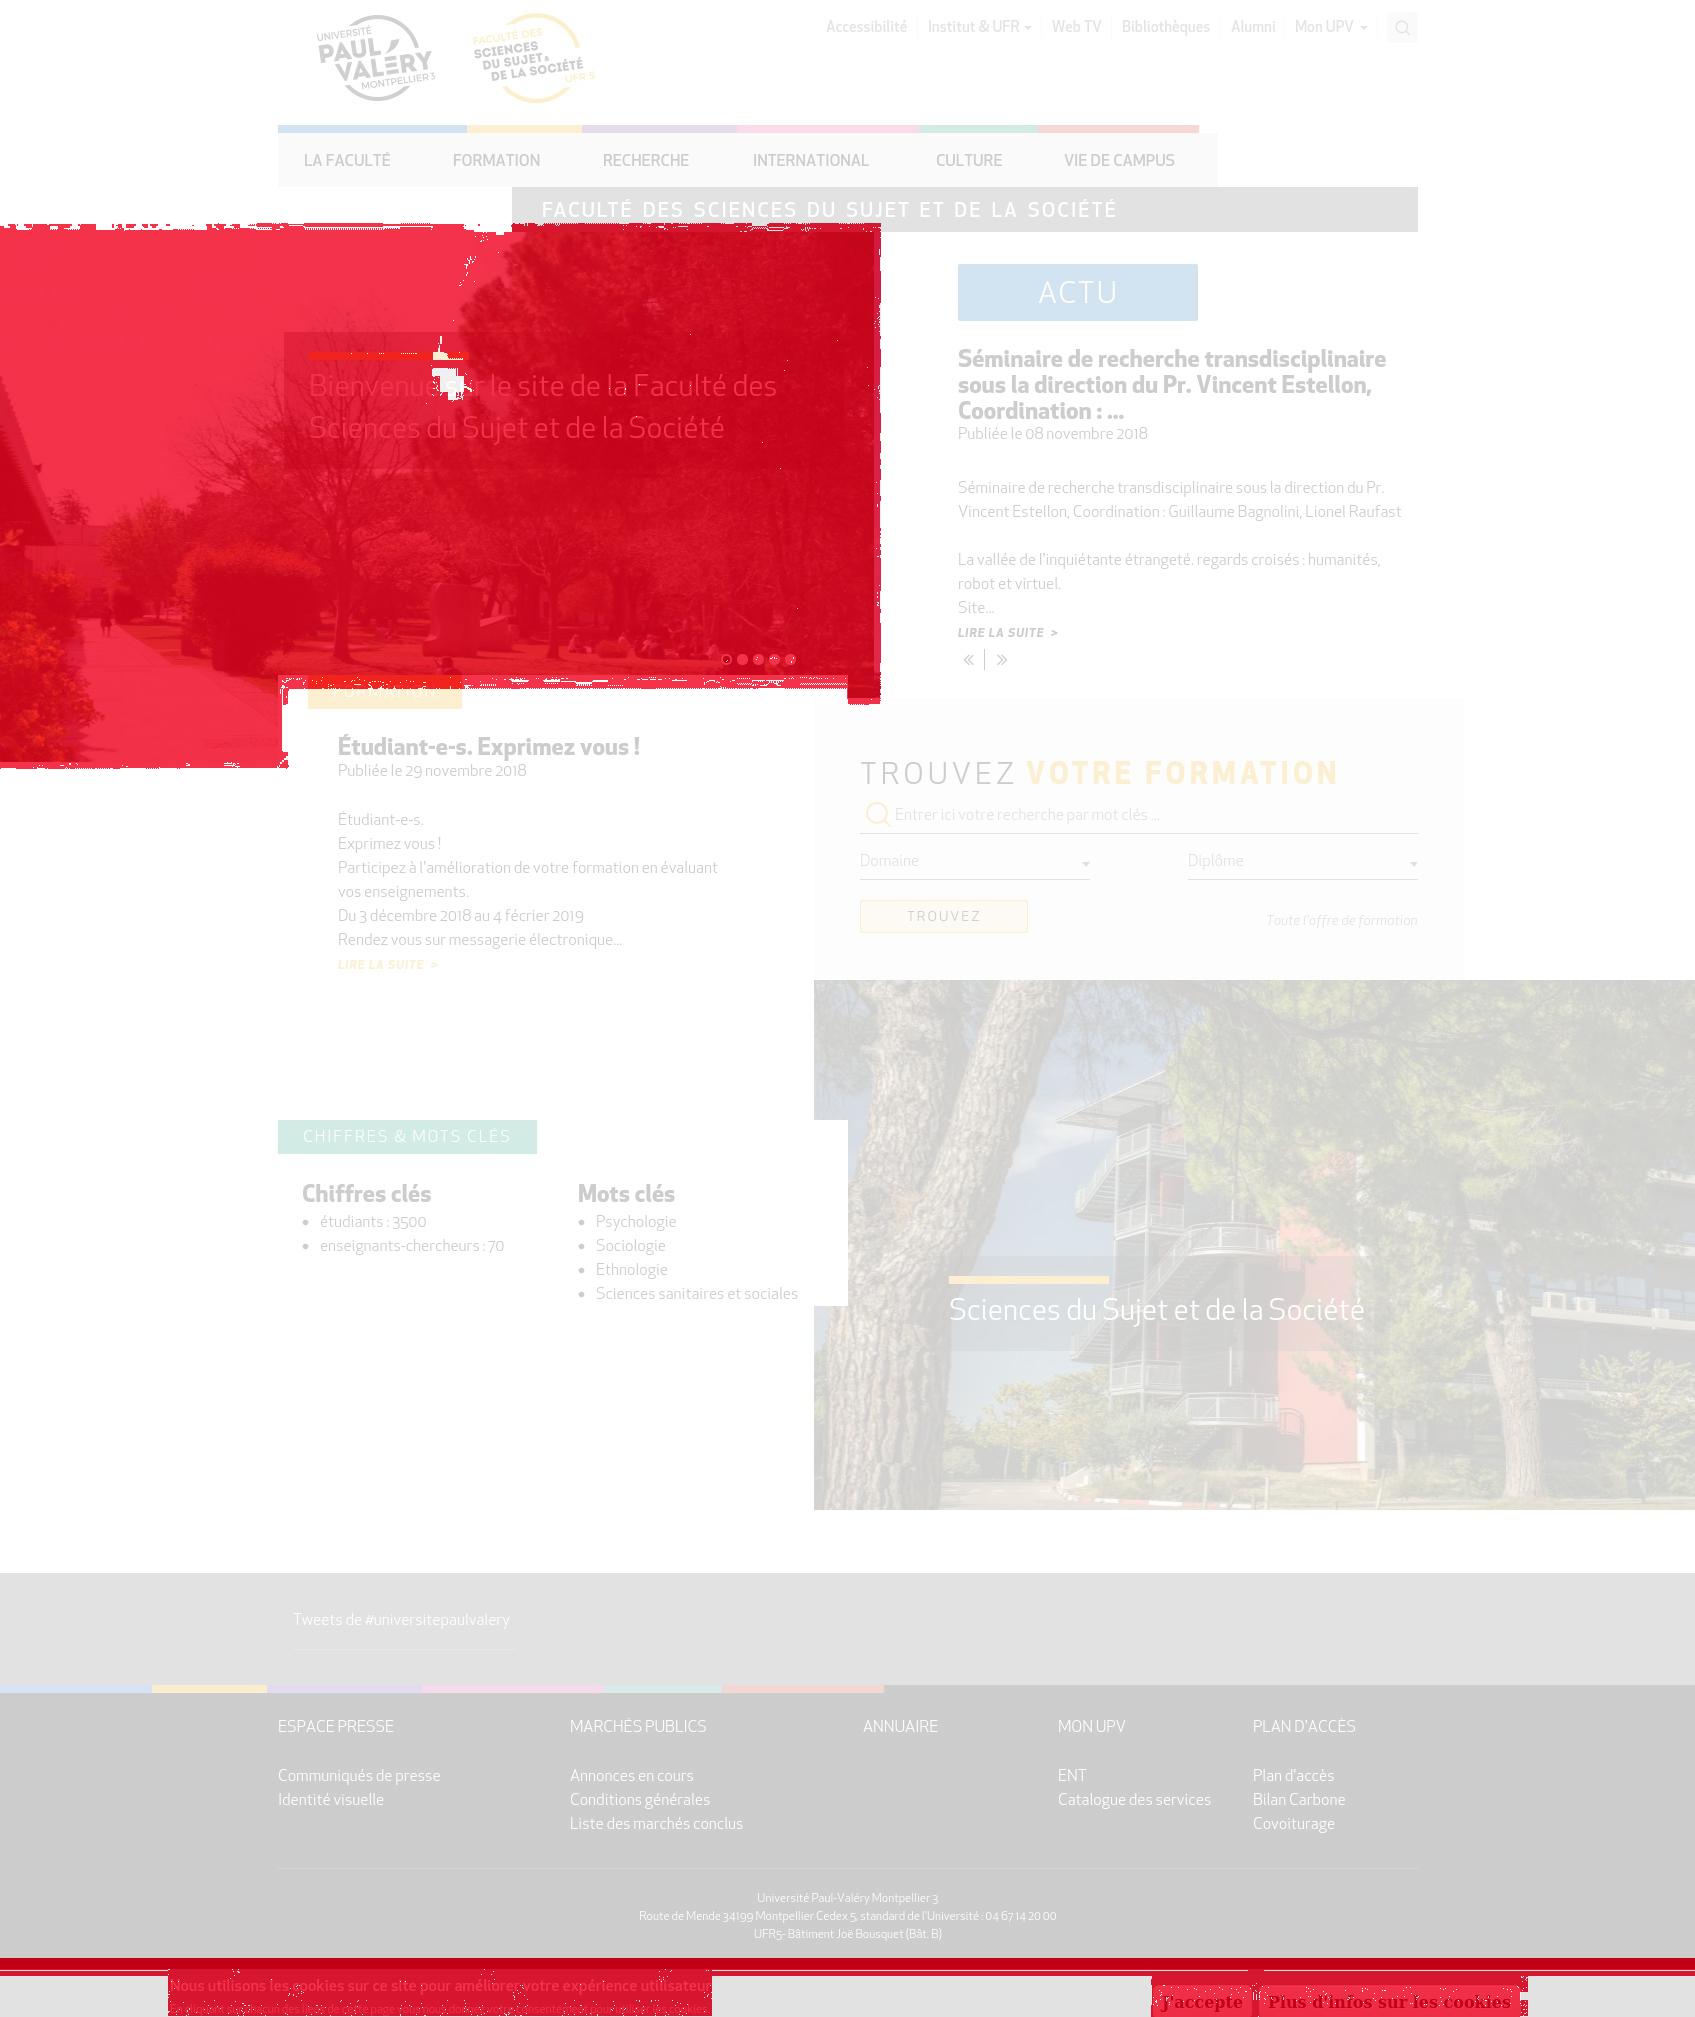 UNIVERSITÉ
PAUL
VALÉRY
MONTPELLIER 3
FACULTÉ DES
SCIENCES
DU SUJET &
DE LA SOCIÉTÉ
UFR 5
Accessibilité Institut & UFR Web TV Bibliothèques Alumni Mon UPV
LA FACULTÉ FORMATION RECHERCHE INTERNATIONAL CULTURE VIE DE CAMPUS
FACULTÉ DES SCIENCES DU SUJET ET DE LA SOCIÉTÉ
Bienvenue sur le site de la Faculté des
Sciences du Sujet et de la Société
ACTU
Séminaire de recherche transdisciplinaire
sous la direction du Pr. Vincent Estellon,
Coordination : ...
Publiée le 08 novembre 2018
Séminaire de recherche transdisciplinaire sous la direction du Pr.
Vincent Estellon, Coordination : Guillaume Bagnolini, Lionel Raufast
La vallée de l'inquiétante étrangeté. regards croisés : humanités,
robot et virtuel.
Site...
LIRE LA SUITE >
« | »
Étudiant-e-s. Exprimez vous !
Publiée le 29 novembre 2018
Étudiant-e-s.
Exprimez vous !
Participez à l'amélioration de votre formation en évaluant
vos enseignements.
Du 3 décembre 2018 au 4 février 2019
Rendez vous sur messagerie électronique...
LIRE LA SUITE >
TROUVEZ VOTRE FORMATION
Entrer ici votre recherche par mot clés ...
Domaine Diplôme
TROUVEZ
Toute l'offre de formation
CHIFFRES & MOTS CLÉS
Chiffres clés
• étudiants : 3500
• enseignants-chercheurs : 70
Mots clés
• Psychologie
• Sociologie
• Ethnologie
• Sciences sanitaires et sociales
Sciences du Sujet et de la Société
Tweets de #universitepaulvalery
ESPACE PRESSE
Communiqués de presse
Identité visuelle
MARCHÉS PUBLICS
Annonces en cours
Conditions générales
Liste des marchés conclus
ANNUAIRE
MON UPV
ENT
Catalogue des services
PLAN D'ACCÈS
Plan d'accès
Bilan Carbone
Covoiturage
Université Paul-Valéry Montpellier 3
Route de Mende 34199 Montpellier Cedex 5, standard de l'Université : 04 67 14 20 00
UFR5- Bâtiment Joë Bousquet (Bât. B)
Nous utilisons les cookies sur ce site pour améliorer votre expérience utilisateur
J'accepte Plus d'infos sur les cookies